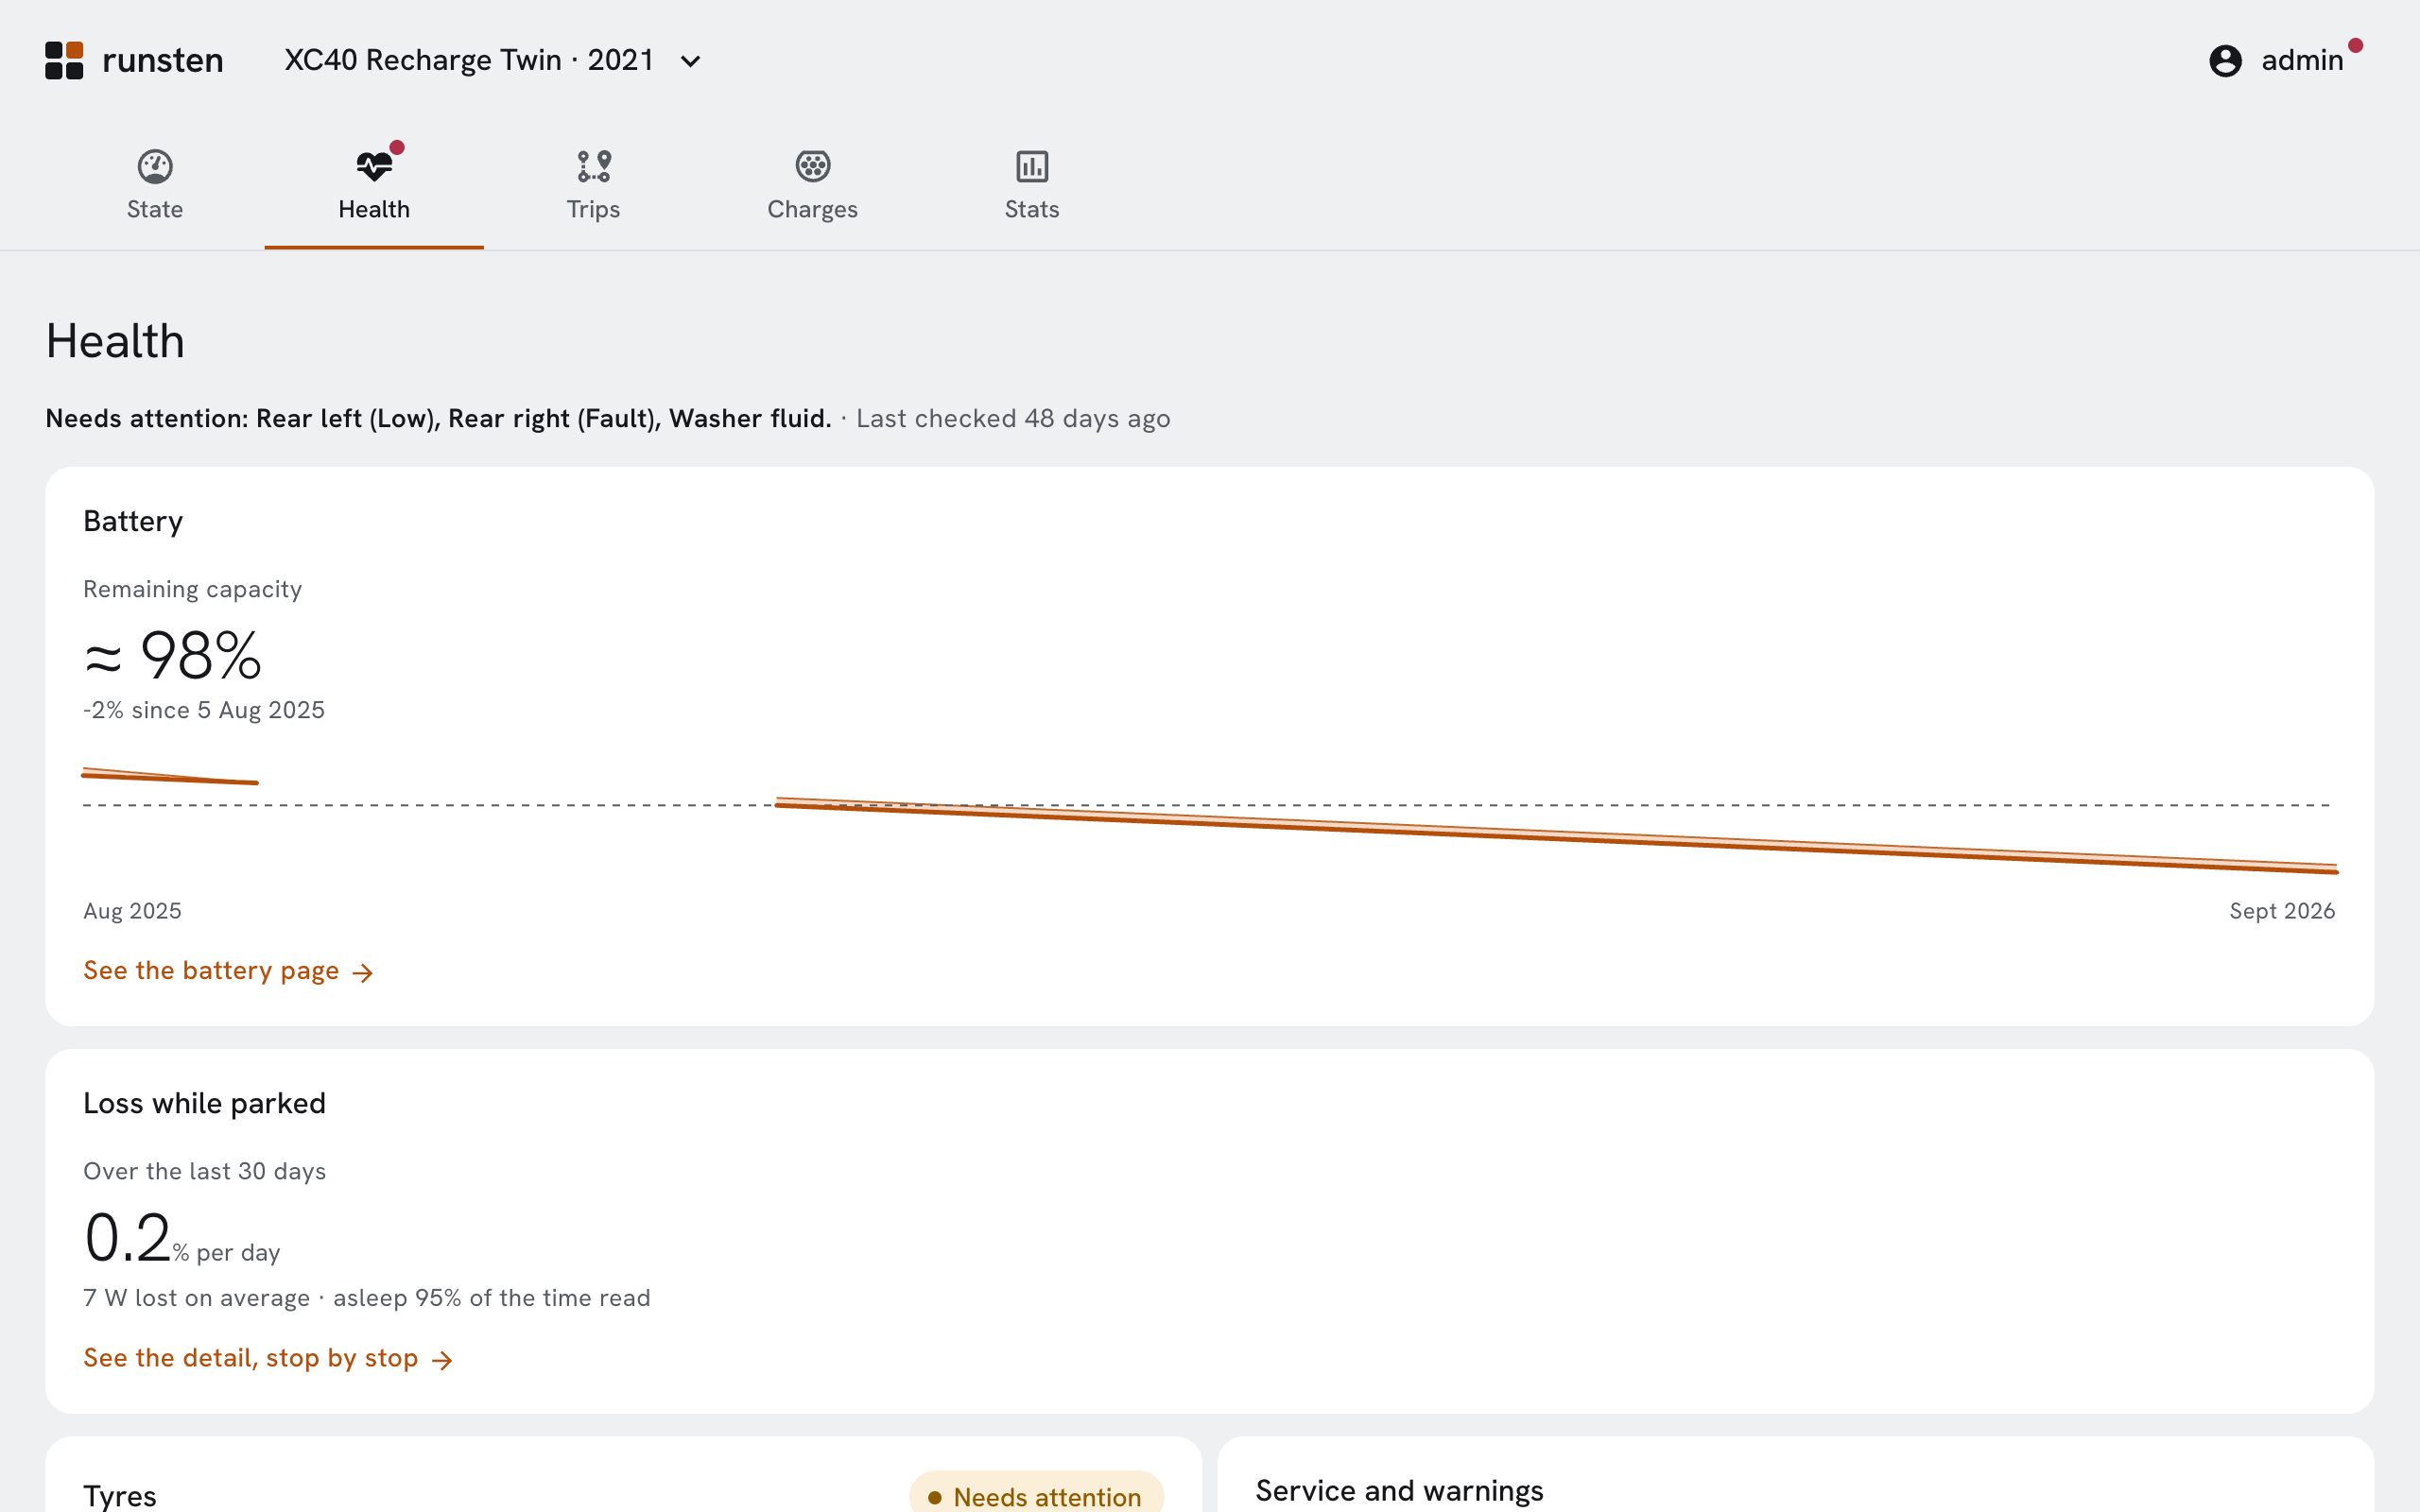 runsten
XC40 Recharge Twin · 2021
admin
State
Health
Trips
Charges
Stats
Health
Needs attention: Rear left (Low), Rear right (Fault), Washer fluid. · Last checked 48 days ago
Battery
Remaining capacity
≈ 98%
-2% since 5 Aug 2025
Aug 2025
Sept 2026
See the battery page →
Loss while parked
Over the last 30 days
0.2% per day
7 W lost on average · asleep 95% of the time read
See the detail, stop by stop →
Tyres
Needs attention
Service and warnings